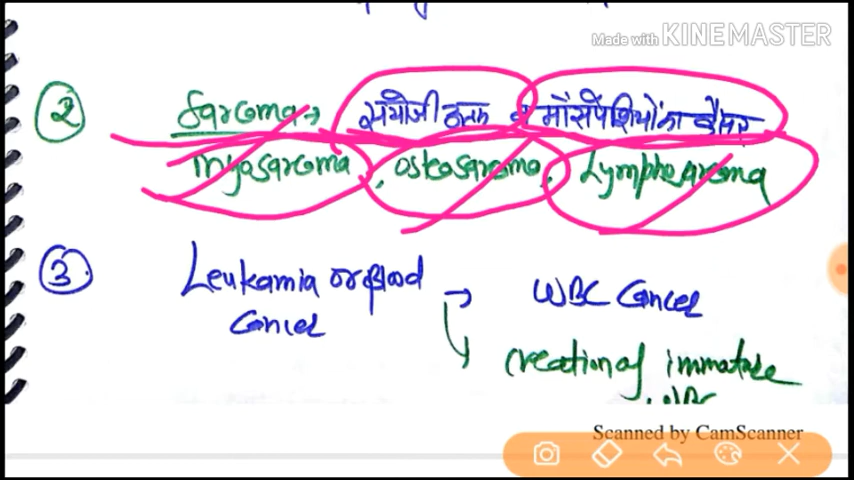 Made with KINEMASTER
② Sarcoma → संयोजी ऊतक व माँसपेशियों का कैंसर
Myosarcoma, osteosarcoma, Lymphosarcoma
③ Leukamia or blood → WBC Cancer
Cancer
creation of immature
WBC
Scanned by CamScanner